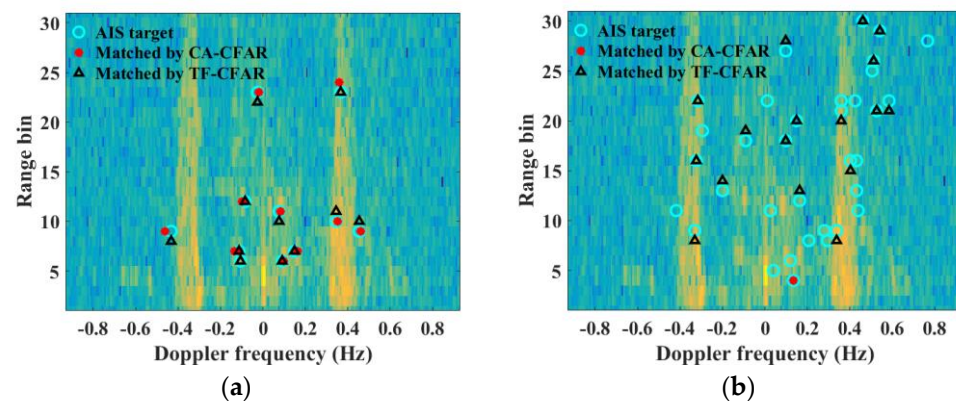 30
25
20
15
10
5
Range bin
AIS target
Matched by CA-CFAR
Matched by TF-CFAR
-0.8 -0.6 -0.4 -0.2 0 0.2 0.4 0.6 0.8
Doppler frequency (Hz)
(a)
30
25
20
15
10
5
Range bin
AIS target
Matched by CA-CFAR
Matched by TF-CFAR
-0.8 -0.6 -0.4 -0.2 0 0.2 0.4 0.6 0.8
Doppler frequency (Hz)
(b)